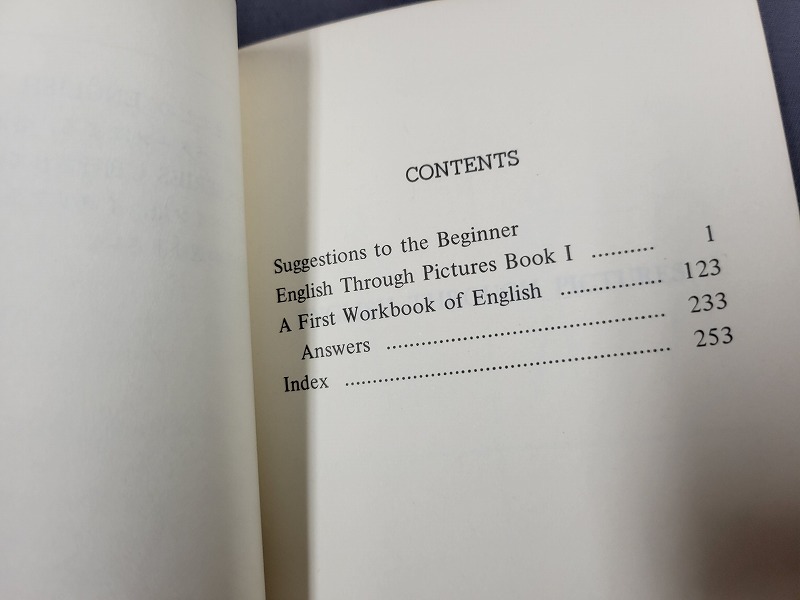 CONTENTS
Suggestions to the Beginner
English Through Pictures Book I .......... 1
A First Workbook of English ................ 123
Answers .................................................. 233
Index .......................................................... 253